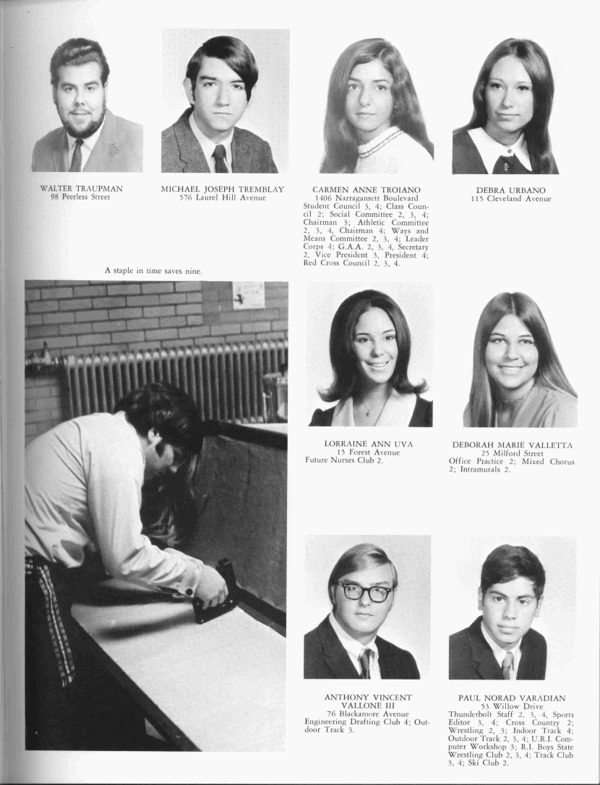 WALTER TRAUPMAN
98 Peerless Street
MICHAEL JOSEPH TREMBLAY
576 Laurel Hill Avenue
CARMEN ANNE TROIANO
1406 Narragansett Boulevard
Student Council 3, 4; Class Coun-
cil 2; Social Committee 2, 3, 4;
Chairman 3; Athletic Committee
2, 3, 4, Chairman 4; Ways and
Means Committee 2, 3, 4; Leader
Corps 4; G.A.A. 2, 3, 4, Secretary
2, Vice President 3, President 4;
Red Cross Council 2, 3, 4.
DEBRA URBANO
115 Cleveland Avenue
A staple in time saves nine.
LORRAINE ANN UVA
15 Forest Avenue
Future Nurses Club 2.
DEBORAH MARIE VALLETTA
25 Milford Street
Office Practice 2; Mixed Chorus
2; Intramurals 2.
ANTHONY VINCENT
VALLONE III
76 Blackamore Avenue
Engineering Drafting Club 4; Out-
door Track 3.
PAUL NORAD VARADIAN
53 Willow Drive
Thunderbolt Staff 2, 3, 4, Sports
Editor 3, 4; Cross Country 2;
Wrestling 2, 3; Indoor Track 4;
Outdoor Track 2, 3, 4; U.R.I. Com-
puter Workshop 3; R.I. Boys State
Wrestling Club 2, 3, 4; Track Club
3, 4; Ski Club 2.